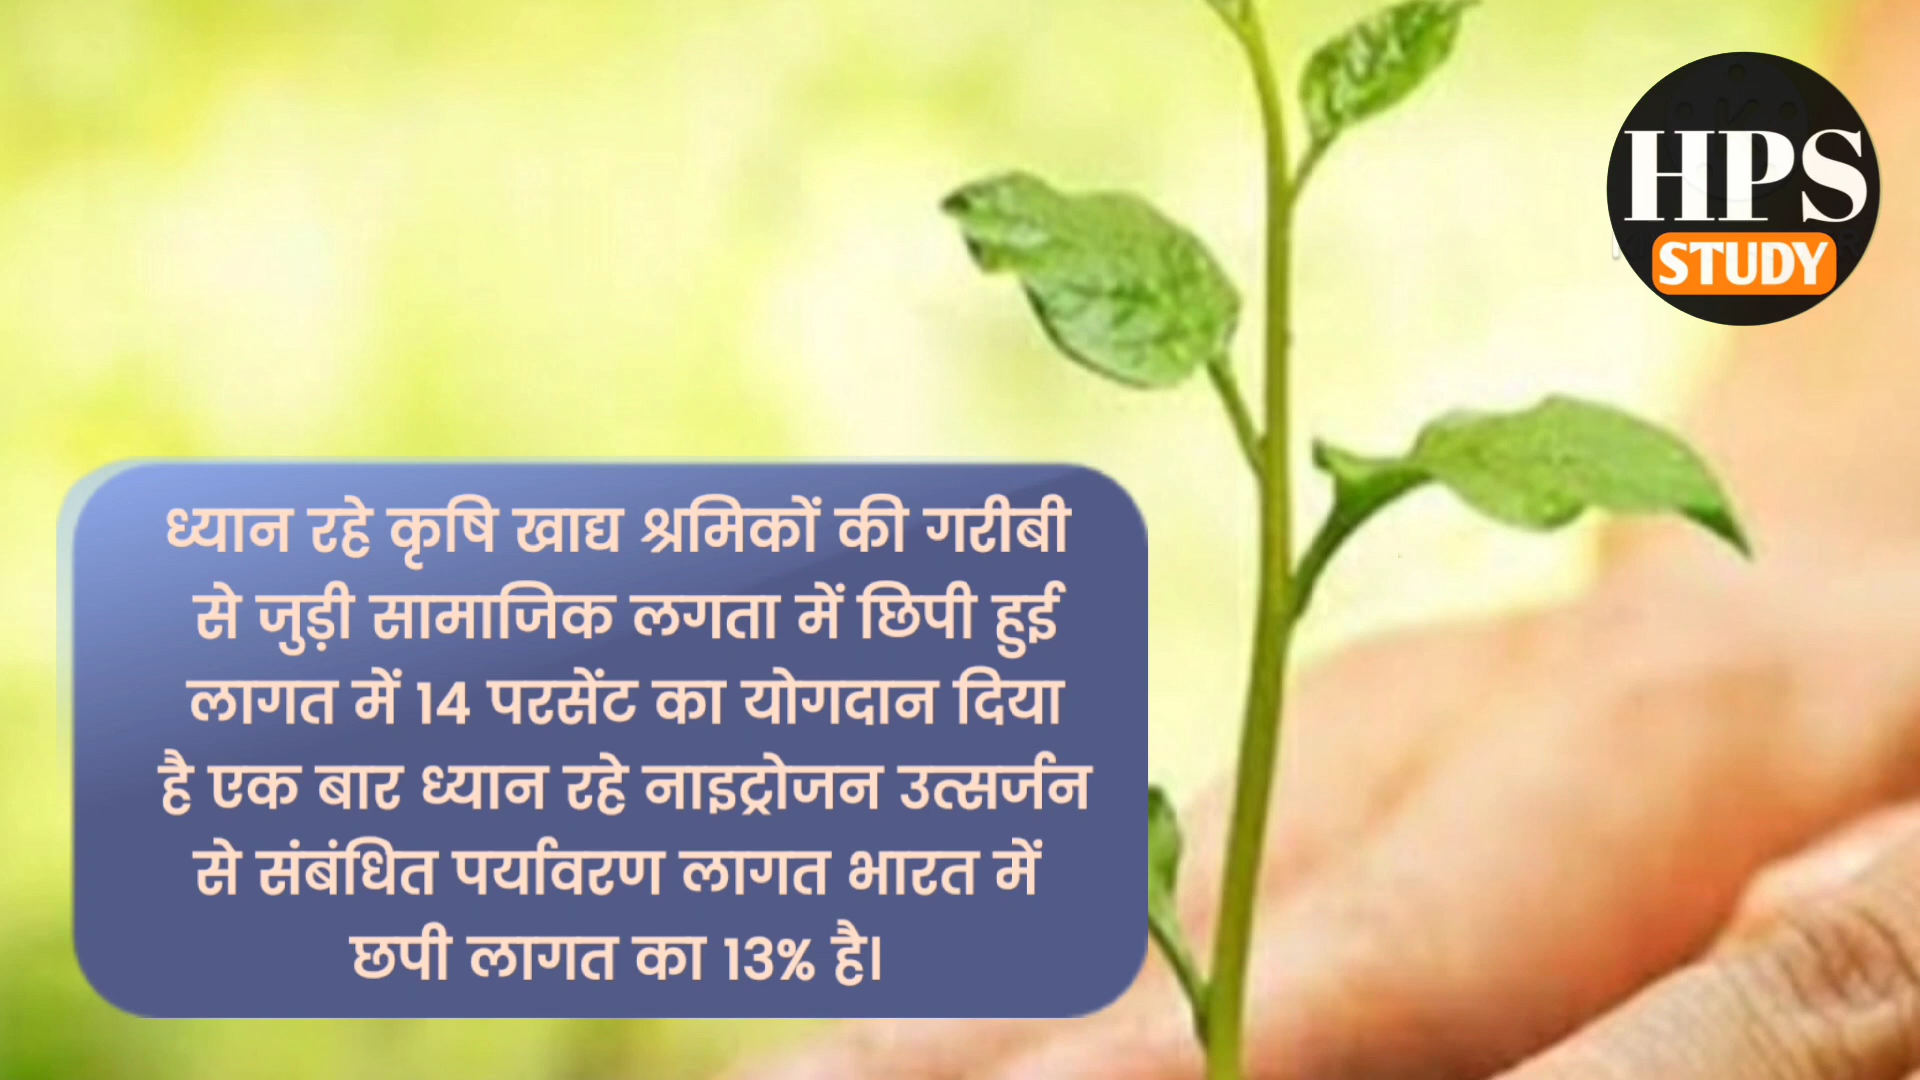 HPS
STUDY
ध्यान रहे कृषि खाद्य श्रमिकों की गरीबी
से जुड़ी सामाजिक लगता में छिपी हुई
लागत में 14 परसेंट का योगदान दिया
है एक बार ध्यान रहे नाइट्रोजन उत्सर्जन
से संबंधित पर्यावरण लागत भारत में
छपी लागत का 13% है।